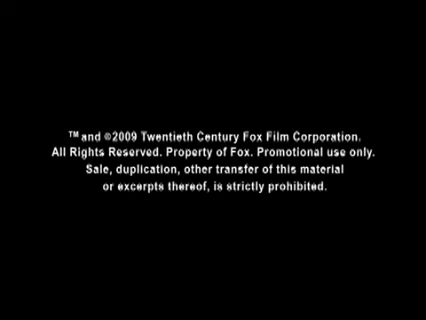 ™ and ©2009 Twentieth Century Fox Film Corporation.
All Rights Reserved. Property of Fox. Promotional use only.
Sale, duplication, other transfer of this material
or excerpts thereof, is strictly prohibited.